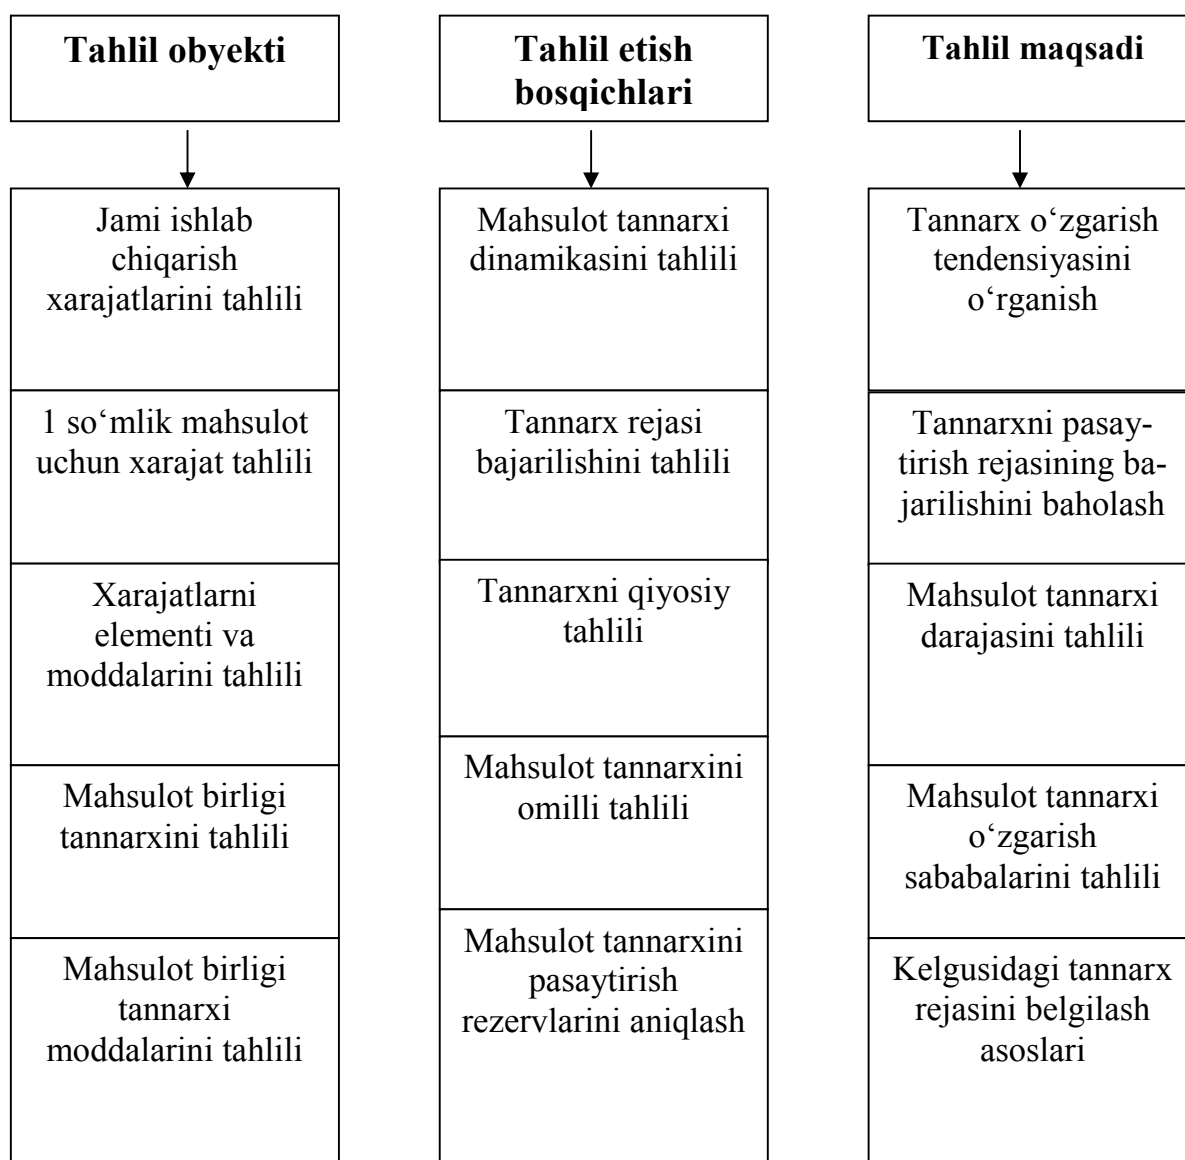 Tahlil obyekti
Tahlil etish
bosqichlari
Tahlil maqsadi
Jami ishlab
chiqarish
xarajatlarini tahlili
1 so‘mlik mahsulot
uchun xarajat tahlili
Xarajatlarni
elementi va
moddalarini tahlili
Mahsulot birligi
tannarxini tahlili
Mahsulot birligi
tannarxi
moddalarini tahlili
Mahsulot tannarxi
dinamikasini tahlili
Tannarx rejasi
bajarilishini tahlili
Tannarxni qiyosiy
tahlili
Mahsulot tannarxini
omilli tahlili
Mahsulot tannarxini
pasaytirish
rezervlarini aniqlash
Tannarx o‘zgarish
tendensiyasini
o‘rganish
Tannarxni pasay-
tirish rejasining ba-
jarilishini baholash
Mahsulot tannarxi
darajasini tahlili
Mahsulot tannarxi
o‘zgarish
sababalarini tahlili
Kelgusidagi tannarx
rejasini belgilash
asoslari